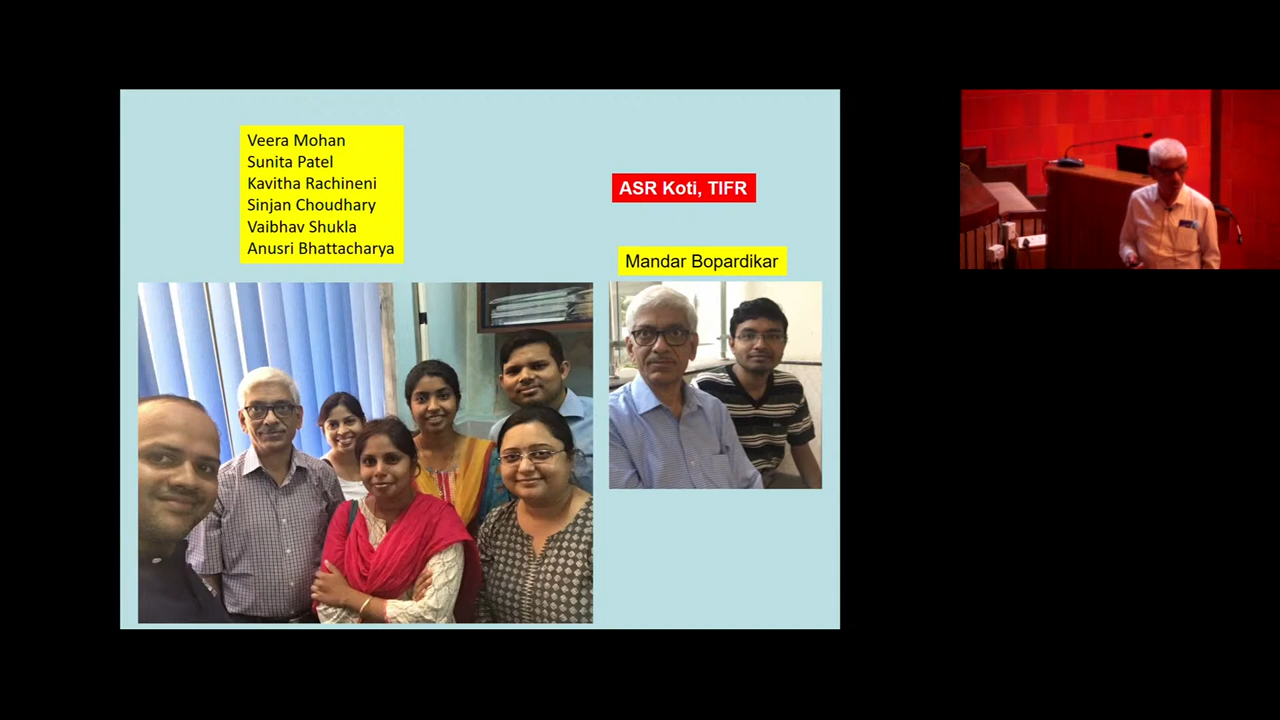 Veera Mohan
Sunita Patel
Kavitha Rachineni
Sinjan Choudhary
Vaibhav Shukla
Anusri Bhattacharya
ASR Koti, TIFR
Mandar Bopardikar